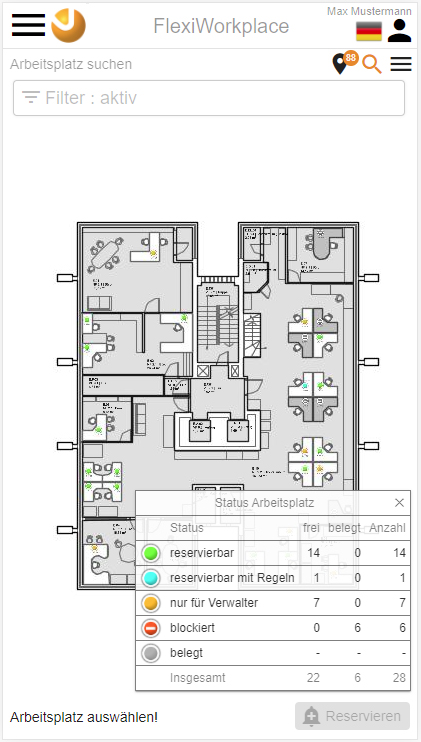 Max Mustermann
FlexiWorkplace
Arbeitsplatz suchen
88
Filter : aktiv
Status Arbeitsplatz
Status frei belegt Anzahl
reservierbar 14 0 14
reservierbar mit Regeln 1 0 1
nur für Verwalter 7 0 7
blockiert 0 6 6
belegt - - -
Insgesamt 22 6 28
Arbeitsplatz auswählen!
Reservieren